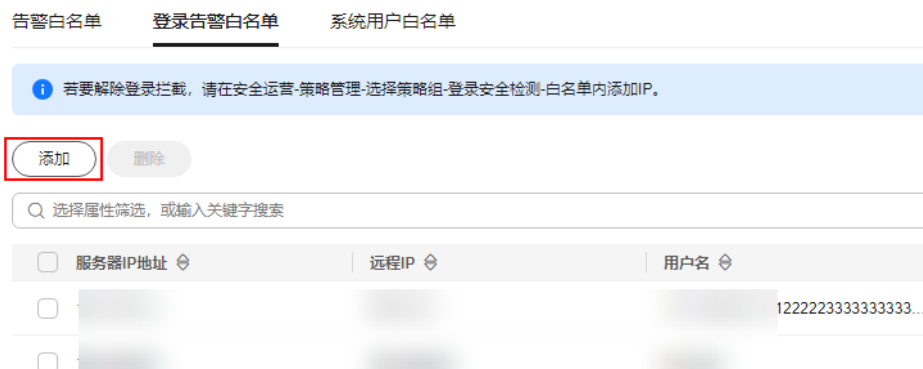 告警白名单 登录告警白名单 系统用户白名单
若要解除登录拦截，请在安全运营-策略管理-选择策略组-登录安全检测-白名单内添加IP。
添加 删除
选择属性筛选，或输入关键字搜索
服务器IP地址 远程IP 用户名
1222223333333333...